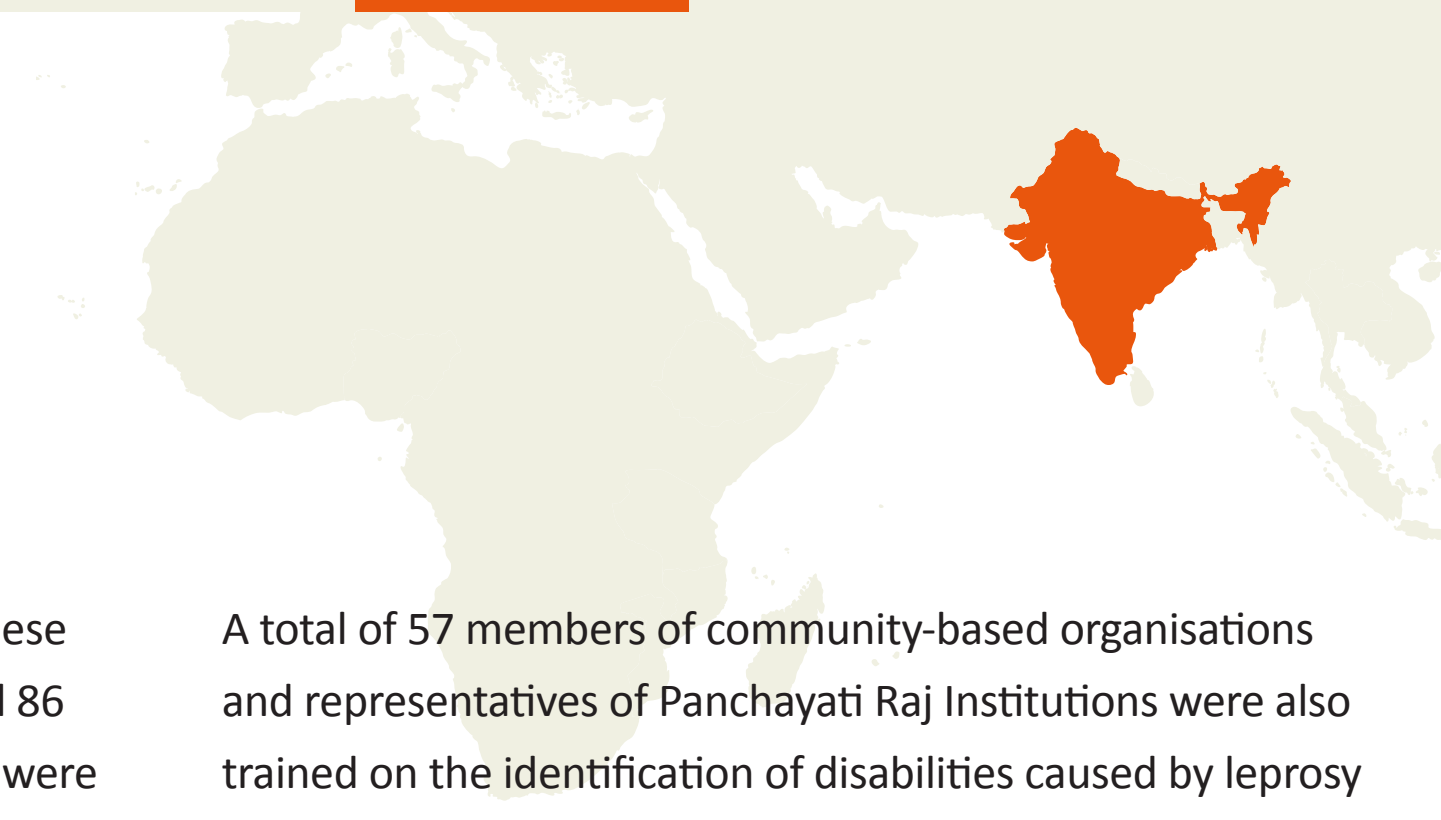 ese
86
were
A total of 57 members of community-based organisations
and representatives of Panchayati Raj Institutions were also
trained on the identification of disabilities caused by leprosy